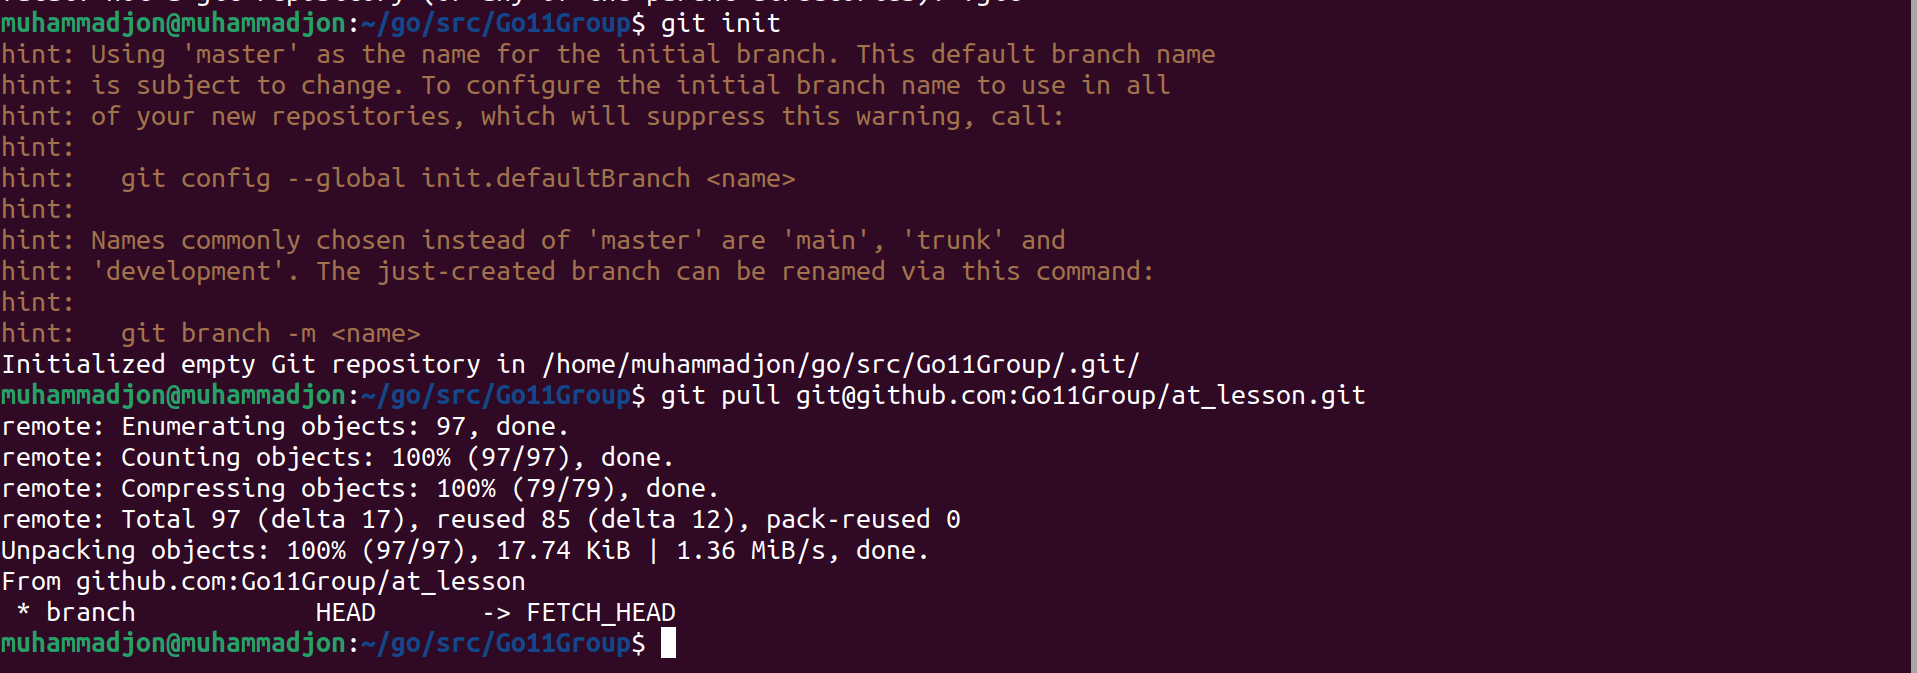 muhammadjon@muhammadjon:~/go/src/Go11Group$ git init
hint: Using 'master' as the name for the initial branch. This default branch name
hint: is subject to change. To configure the initial branch name to use in all
hint: of your new repositories, which will suppress this warning, call:
hint:
hint:   git config --global init.defaultBranch <name>
hint:
hint: Names commonly chosen instead of 'master' are 'main', 'trunk' and
hint: 'development'. The just-created branch can be renamed via this command:
hint:
hint:   git branch -m <name>
Initialized empty Git repository in /home/muhammadjon/go/src/Go11Group/.git/
muhammadjon@muhammadjon:~/go/src/Go11Group$ git pull git@github.com:Go11Group/at_lesson.git
remote: Enumerating objects: 97, done.
remote: Counting objects: 100% (97/97), done.
remote: Compressing objects: 100% (79/79), done.
remote: Total 97 (delta 17), reused 85 (delta 12), pack-reused 0
Unpacking objects: 100% (97/97), 17.74 KiB | 1.36 MiB/s, done.
From github.com:Go11Group/at_lesson
 * branch            HEAD       -> FETCH_HEAD
muhammadjon@muhammadjon:~/go/src/Go11Group$